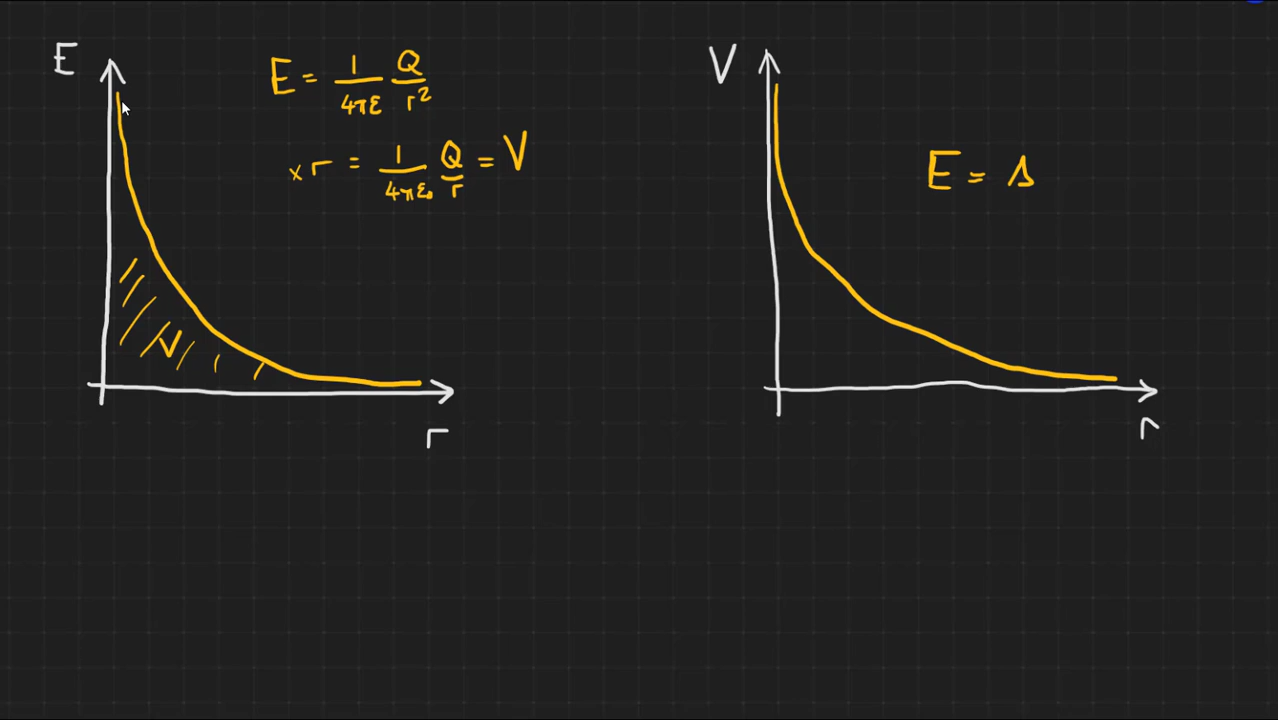 E
E = 1/4πε Q/r²
× r = 1/4πε₀ Q/r = V
V
r
V
E = Δ
r